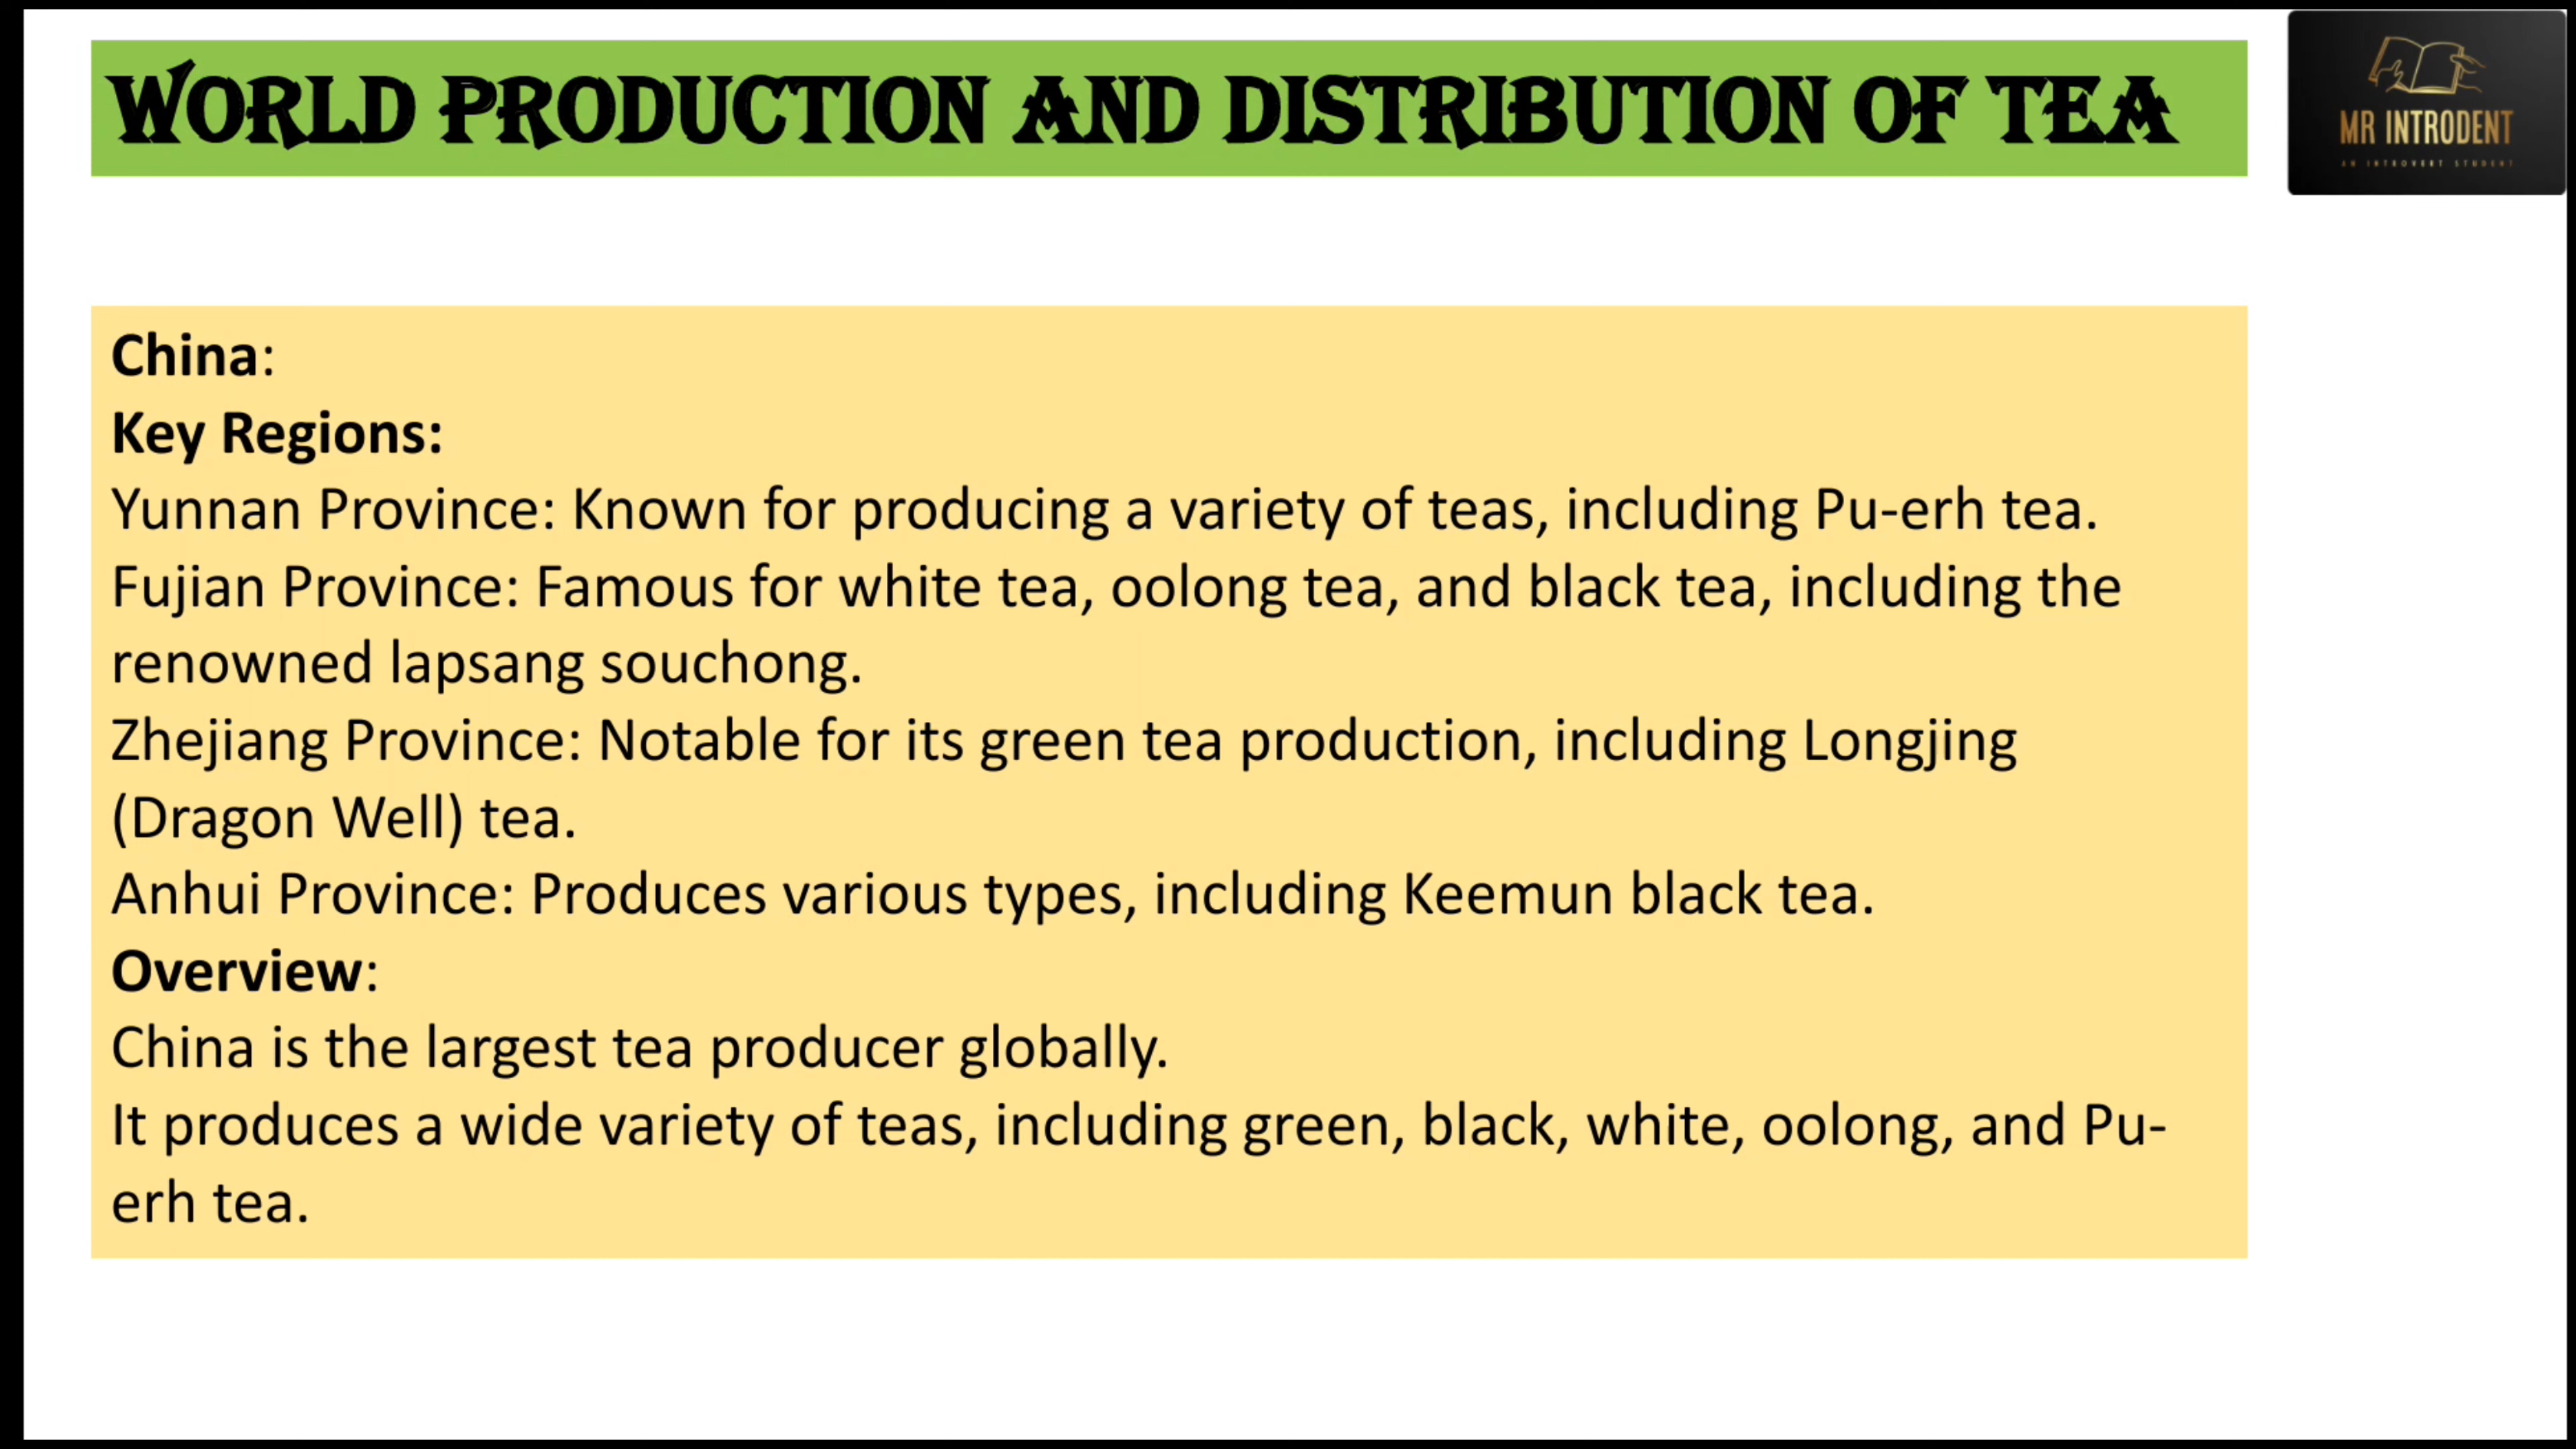 WORLD PRODUCTION AND DISTRIBUTION OF TEA
MR INTRODENT
AN INTROVERT STUDENT
China:
Key Regions:
Yunnan Province: Known for producing a variety of teas, including Pu-erh tea.
Fujian Province: Famous for white tea, oolong tea, and black tea, including the
renowned lapsang souchong.
Zhejiang Province: Notable for its green tea production, including Longjing
(Dragon Well) tea.
Anhui Province: Produces various types, including Keemun black tea.
Overview:
China is the largest tea producer globally.
It produces a wide variety of teas, including green, black, white, oolong, and Pu-
erh tea.